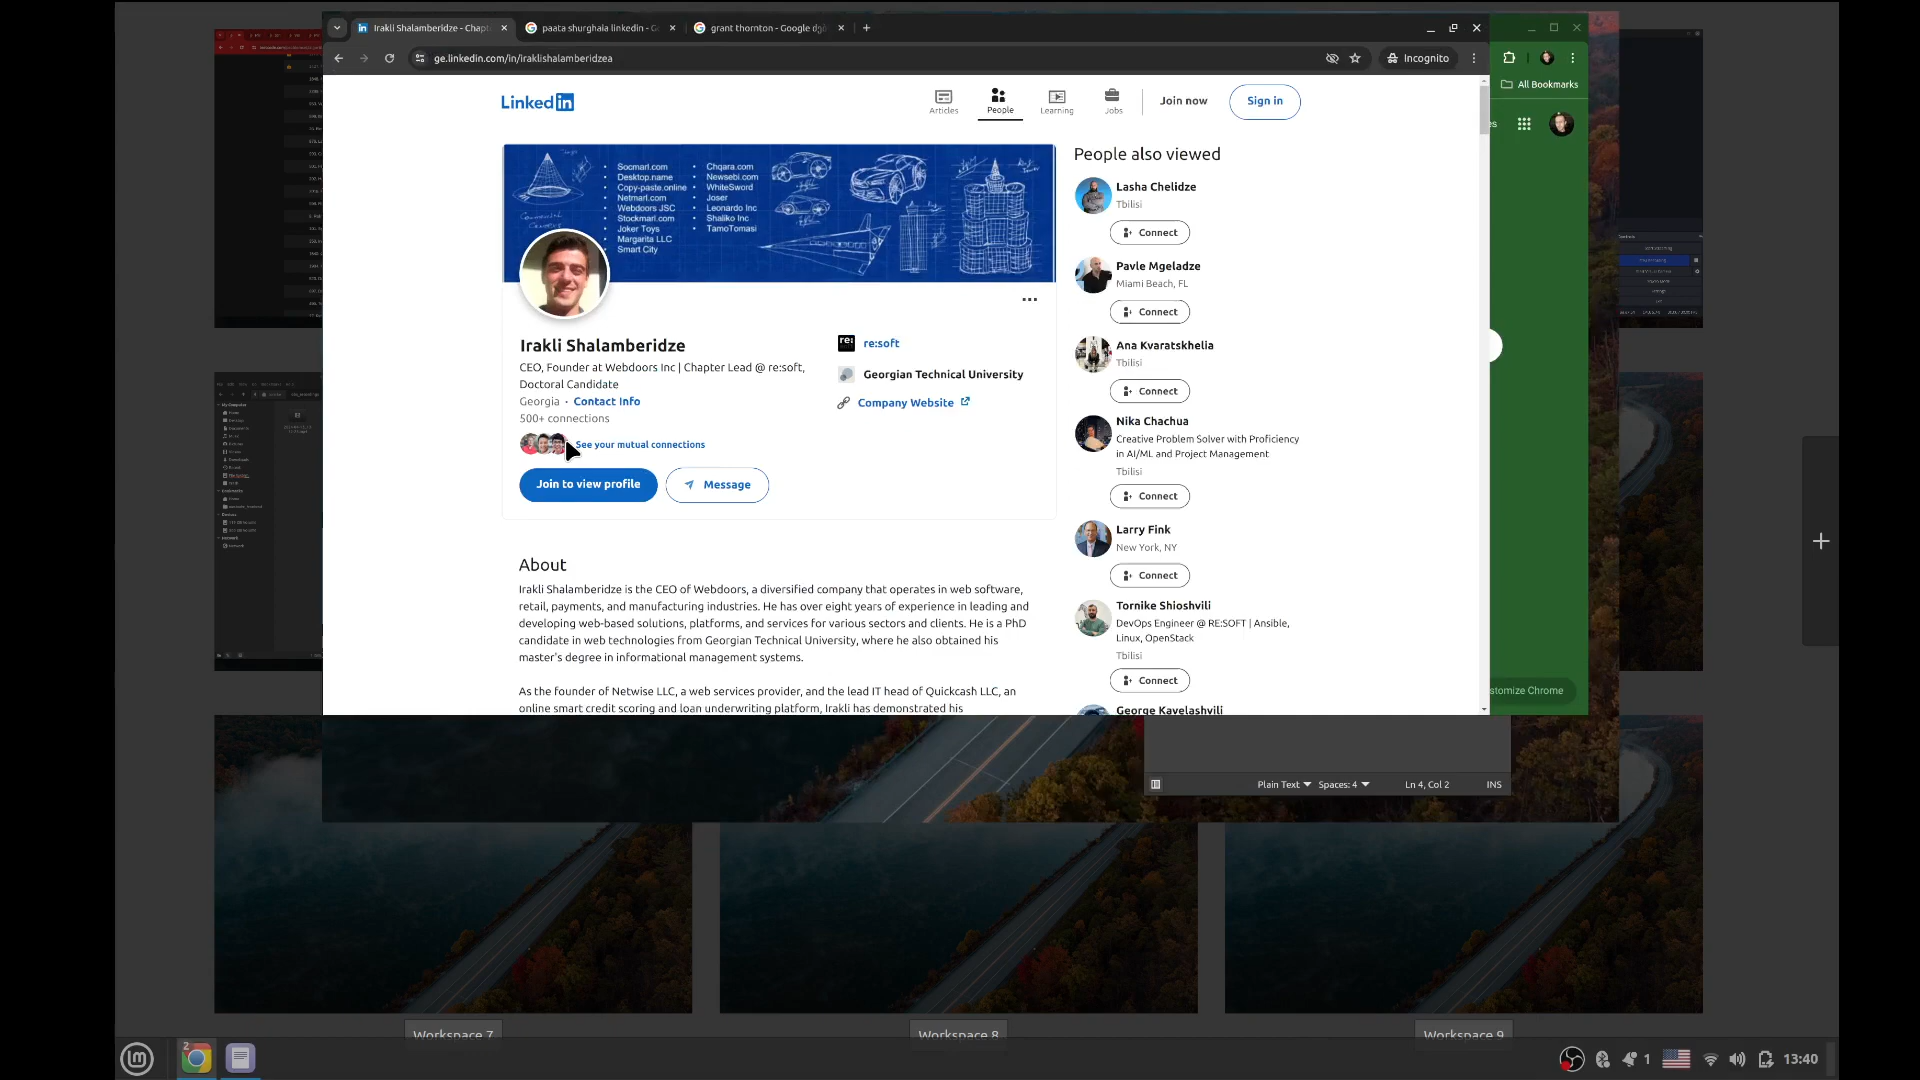 Irakli Shalamberidze - Chapt
paata shurghaia linkedin - G
grant thornton - Google
ge.linkedin.com/in/iraklishalamberidzea
Incognito
All Bookmarks
Linkedin
Articles
People
Learning
Jobs
Join now
Sign in
Socmarl.com
Desktop.name
Copy-paste.online
Netmarl.com
Webdoors JSC
Stockmarl.com
Joker Toys
Margarita LLC
Smart City
Chqara.com
Newsebi.com
WhiteSword
Joser
Leonardo Inc
Shaliko Inc
TamoTomasi
Irakli Shalamberidze
CEO, Founder at Webdoors Inc | Chapter Lead @ re:soft,
Doctoral Candidate
Georgia · Contact Info
500+ connections
See your mutual connections
Join to view profile
Message
re:soft
Georgian Technical University
Company Website
About
Irakli Shalamberidze is the CEO of Webdoors, a diversified company that operates in web software,
retail, payments, and manufacturing industries. He has over eight years of experience in leading and
developing web-based solutions, platforms, and services for various sectors and clients. He is a PhD
candidate in web technologies from Georgian Technical University, where he also obtained his
master's degree in informational management systems.
As the founder of Netwise LLC, a web services provider, and the lead IT head of Quickcash LLC, an
online smart credit scoring and loan underwriting platform, Irakli has demonstrated his
People also viewed
Lasha Chelidze
Tbilisi
Connect
Pavle Mgeladze
Miami Beach, FL
Connect
Ana Kvaratskhelia
Tbilisi
Connect
Nika Chachua
Creative Problem Solver with Proficiency
in AI/ML and Project Management
Tbilisi
Connect
Larry Fink
New York, NY
Connect
Tornike Shioshvili
DevOps Engineer @ RE:SOFT | Ansible,
Linux, OpenStack
Tbilisi
Connect
George Kavelashvili
stomize Chrome
Plain Text
Spaces: 4
Ln 4, Col 2
INS
Workspace 7
Workspace 8
Workspace 9
2
1
13:40